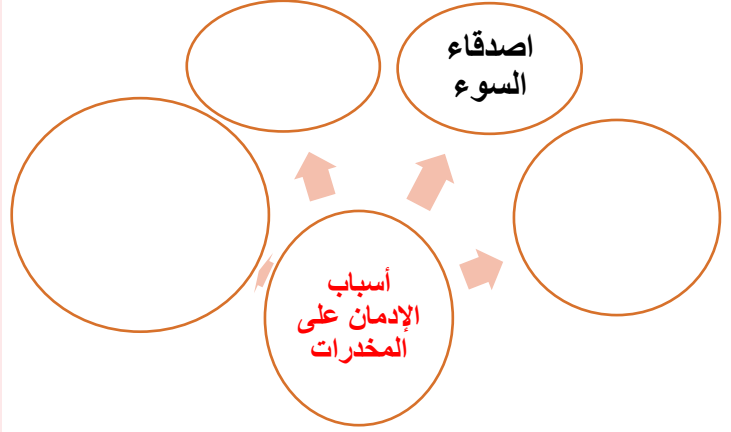 اصدقاء
السوء
أسباب
الإدمان على
المخدرات